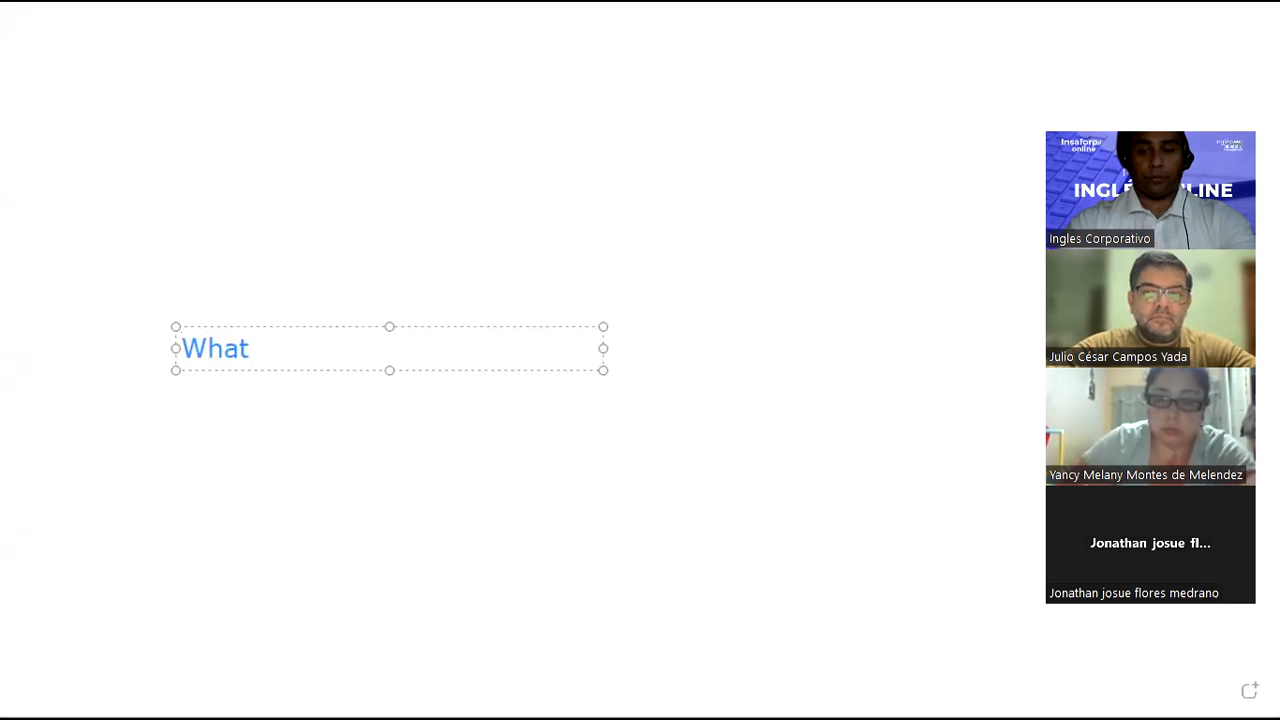 What
Insaforp
online
INGL
LINE
Ingles Corporativo
Julio César Campos Yada
Yancy Melany Montes de Melendez
Jonathan josue fl...
Jonathan josue flores medrano